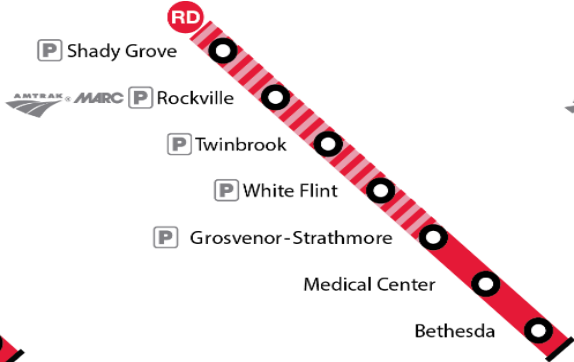 RD
P Shady Grove
AMTRAK MARC P Rockville
P Twinbrook
P White Flint
P Grosvenor-Strathmore
Medical Center
Bethesda